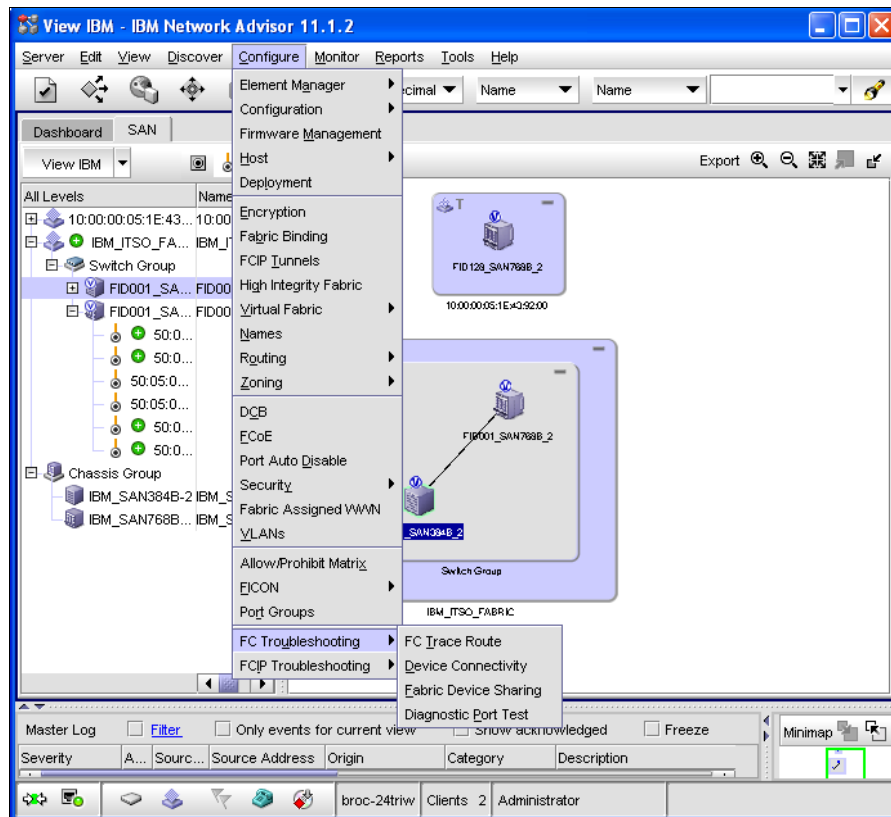 View IBM - IBM Network Advisor 11.1.2
Server Edit View Discover Configure Monitor Reports Tools Help
Name Name
Dashboard SAN
View IBM
Export
All Levels Name
10:00:00:05:1E:43... 10:00
IBM_ITSO_FA...
Switch Group
FID001_SA... FID00
FID001_SA... FID00
50:0...
50:0...
50:05:0...
50:05:0...
50:0...
50:0...
Chassis Group
IBM_SAN384B-2 IBM_S
IBM_SAN768B... IBM_S
Element Manager
Configuration
Firmware Management
Host
Deployment
Encryption
Fabric Binding
FCIP Tunnels
High Integrity Fabric
Virtual Fabric
Names
Routing
Zoning
DCB
FCoE
Port Auto Disable
Security
Fabric Assigned WWN
VLANs
Allow/Prohibit Matrix
FICON
Port Groups
FC Troubleshooting
FCIP Troubleshooting
FC Trace Route
Device Connectivity
Fabric Device Sharing
Diagnostic Port Test
T
FID128_SAN768B_2
10:00:00:05:1E:43:92:00
FID001_SAN768B_2
_SAN384B_2
Switch Group
IBM_ITSO_FABRIC
Master Log Filter Only events for current view Show acknowledged Freeze
Minimap
Severity A... Sourc... Source Address Origin Category Description
broc-24triw Clients 2 Administrator